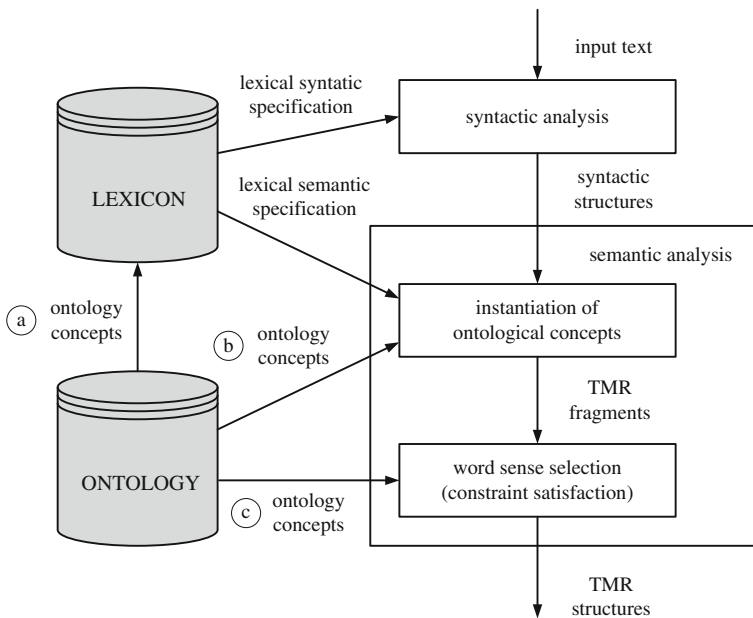 input text
lexical syntatic
specification
syntactic analysis
LEXICON
lexical semantic
specification
syntactic
structures
semantic analysis
a
ontology
concepts
b
ontology
concepts
instantiation of
ontological concepts
TMR
fragments
ONTOLOGY
word sense selection
(constraint satisfaction)
c
ontology
concepts
TMR
structures